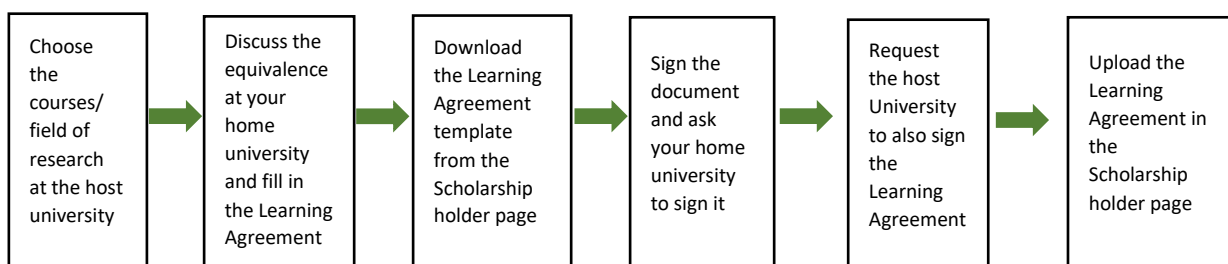 Choose
the
courses/
field of
research
at the host
university
Discuss the
equivalence
at your
home
university
and fill in
the Learning
Agreement
Download
the Learning
Agreement
template
from the
Scholarship
holder page
Sign the
document
and ask
your home
university
to sign it
Request
the host
University
to also sign
the
Learning
Agreement
Upload the
Learning
Agreement in
the
Scholarship
holder page